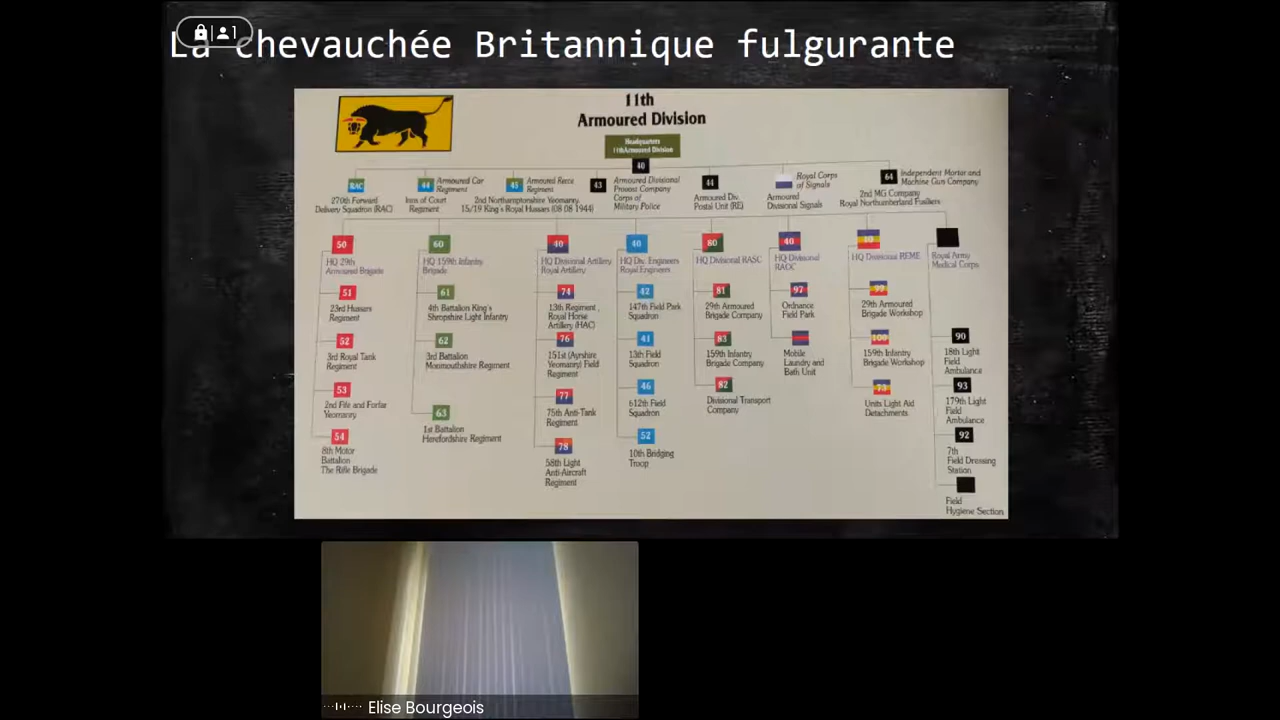 1
La chevauchée Britannique fulgurante
11th
Armoured Division
Headquarters
11th Armoured Division
40
RAC
270th Forward
Delivery Squadron (RAC)
44
Armoured Car
Regiment
Inns of Court
Regiment
45
Armoured Recce
Regiment
2nd Northamptonshire Yeomanry,
15/19 King's Royal Hussars (08 08 1944)
43
Armoured Divisional
Provost Company
Corps of
Military Police
44
Armoured Div.
Postal Unit (RE)
Royal Corps
of Signals
Armoured
Divisional Signals
64
Independent Morter and
Machine Gun Company
2nd MG Company
Royal Northumberland Fusiliers
50
HQ 29th
Armoured Brigade
51
23rd Hussars
Regiment
52
3rd Royal Tank
Regiment
53
2nd Fife and Forfar
Yeomanry
54
8th Motor
Battalion
The Rifle Brigade
60
HQ 159th Infantry
Brigade
61
4th Battalion King's
Shropshire Light Infantry
62
3rd Battalion
Monmouthshire Regiment
63
1st Battalion
Herefordshire Regiment
40
HQ Divisional Artillery
Royal Artillery
74
13th Regiment,
Royal Horse
Artillery (HAC)
76
151st (Ayrshire
Yeomanry) Field
Regiment
77
75th Anti-Tank
Regiment
78
58th Light
Anti-Aircraft
Regiment
40
HQ Div. Engineers
Royal Engineers
42
147th Field Park
Squadron
41
13th Field
Squadron
46
612th Field
Squadron
52
10th Bridging
Troop
80
HQ Divisional RASC
81
29th Armoured
Brigade Company
83
159th Infantry
Brigade Company
82
Divisional Transport
Company
40
HQ Divisional
RAOC
97
Ordnance
Field Park
Mobile
Laundry and
Bath Unit
HQ Divisional REME
99
29th Armoured
Brigade Workshop
100
159th Infantry
Brigade Workshop
Units Light Aid
Detachments
Royal Army
Medical Corps
90
18th Light
Field
Ambulance
93
179th Light
Field
Ambulance
92
7th
Field Dressing
Station
Field
Hygiene Section
Elise Bourgeois